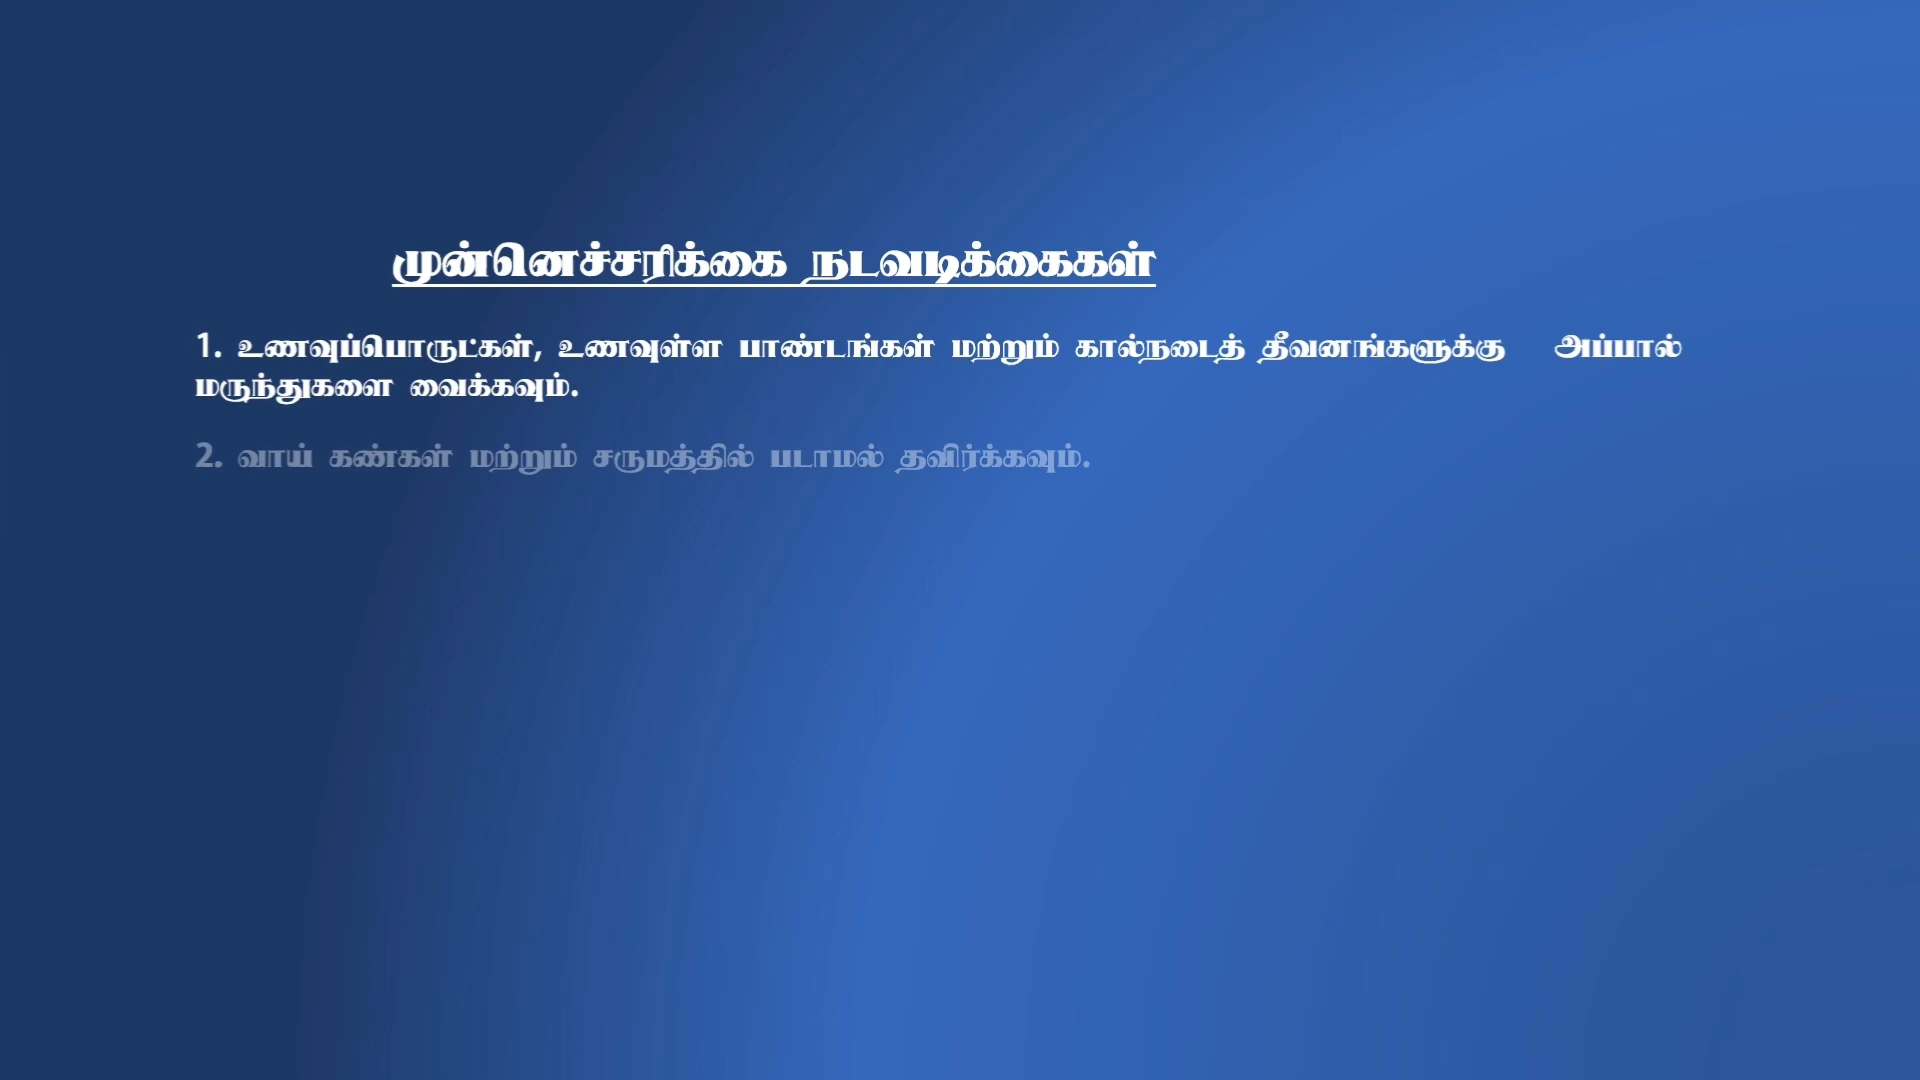 முன்னெச்சரிக்கை நடவடிக்கைகள்
1. உணவுப்பொருட்கள், உணவுள்ள பாண்டங்கள் மற்றும் கால்நடைத் தீவனங்களுக்கு அப்பால்
மருந்துகளை வைக்கவும்.
2. வாய் கண்கள் மற்றும் சருமத்தில் படாமல் தவிர்க்கவும்.